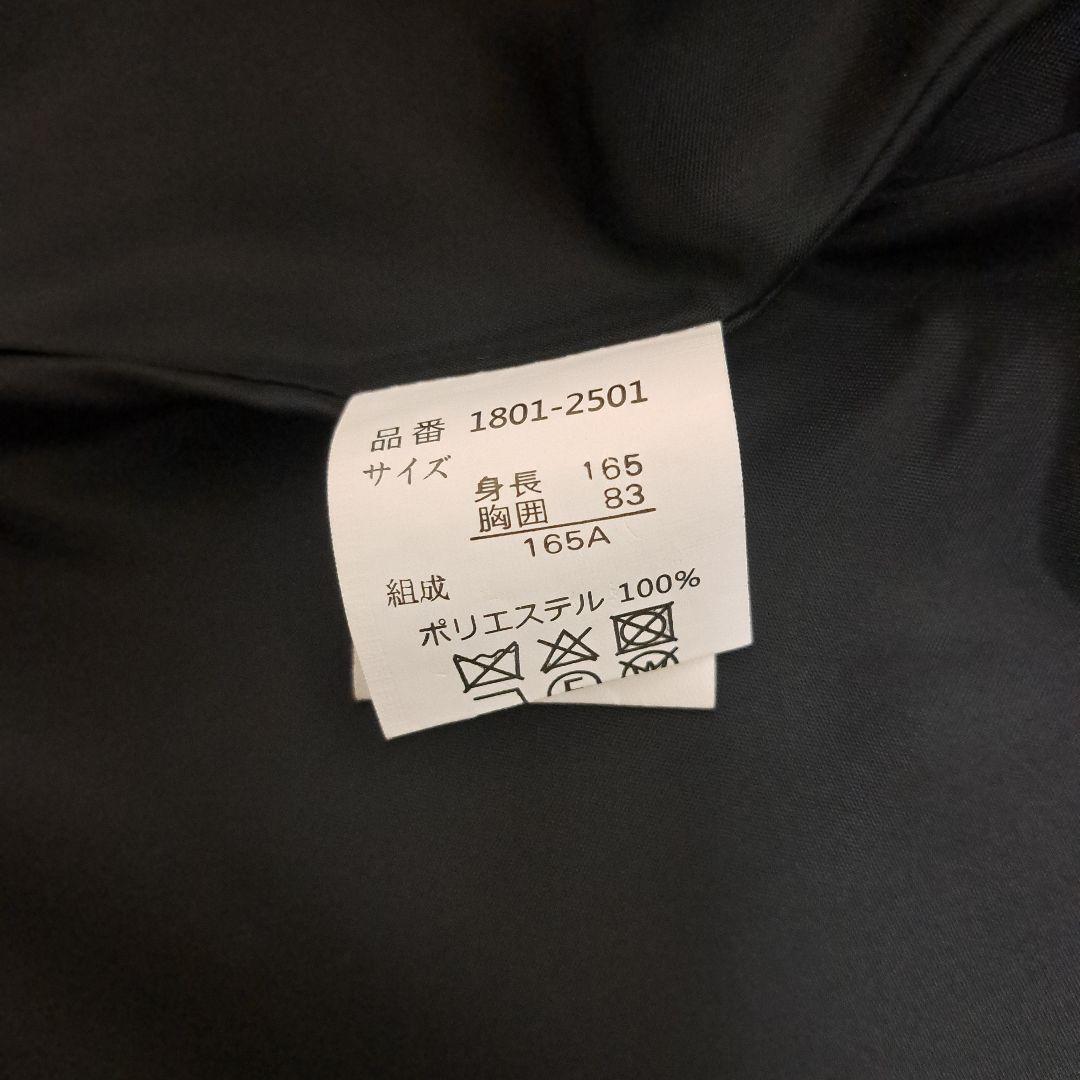 品番 1801-2501
サイズ
身長 165
胸囲 83
165A
組成
ポリエステル 100%